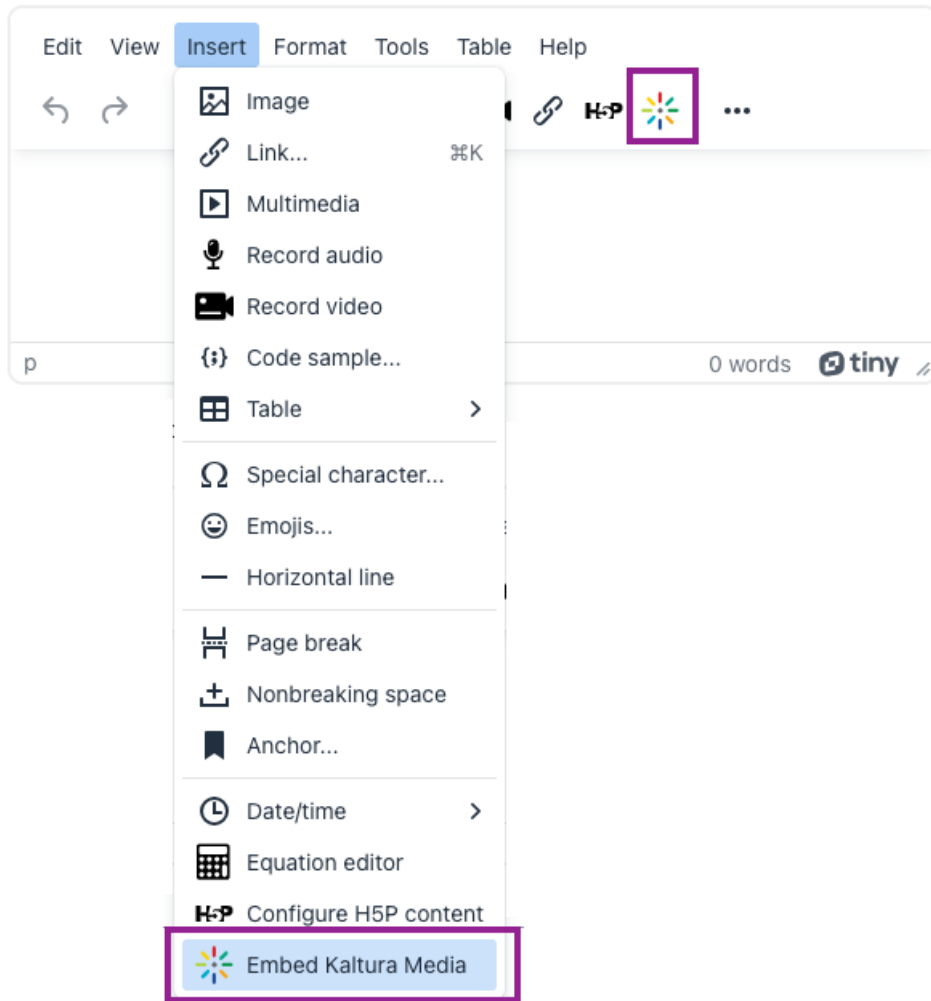 Edit View Insert Format Tools Table Help
H5P
Image
Link... ⌘K
Multimedia
Record audio
Record video
Code sample...
Table
p 0 words tiny
Special character...
Emojis...
Horizontal line
Page break
Nonbreaking space
Anchor...
Date/time
Equation editor
H5P Configure H5P content
Embed Kaltura Media